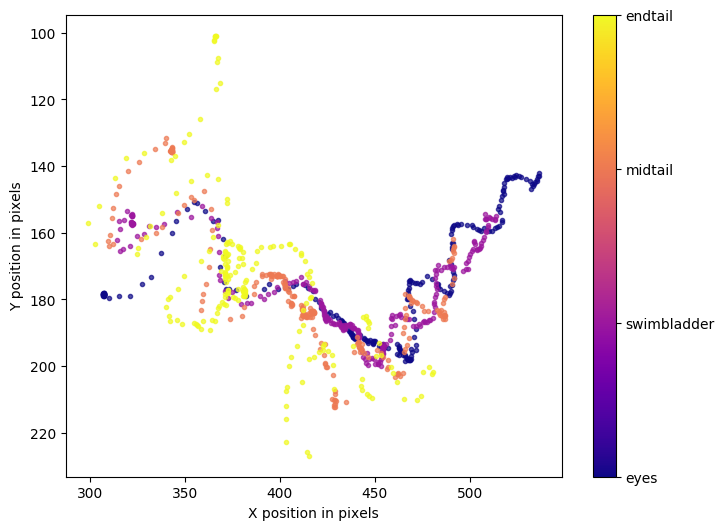 100
120
140
160
180
200
220
300
350
400
450
500
Y position in pixels
X position in pixels
endtail
midtail
swimbladder
eyes